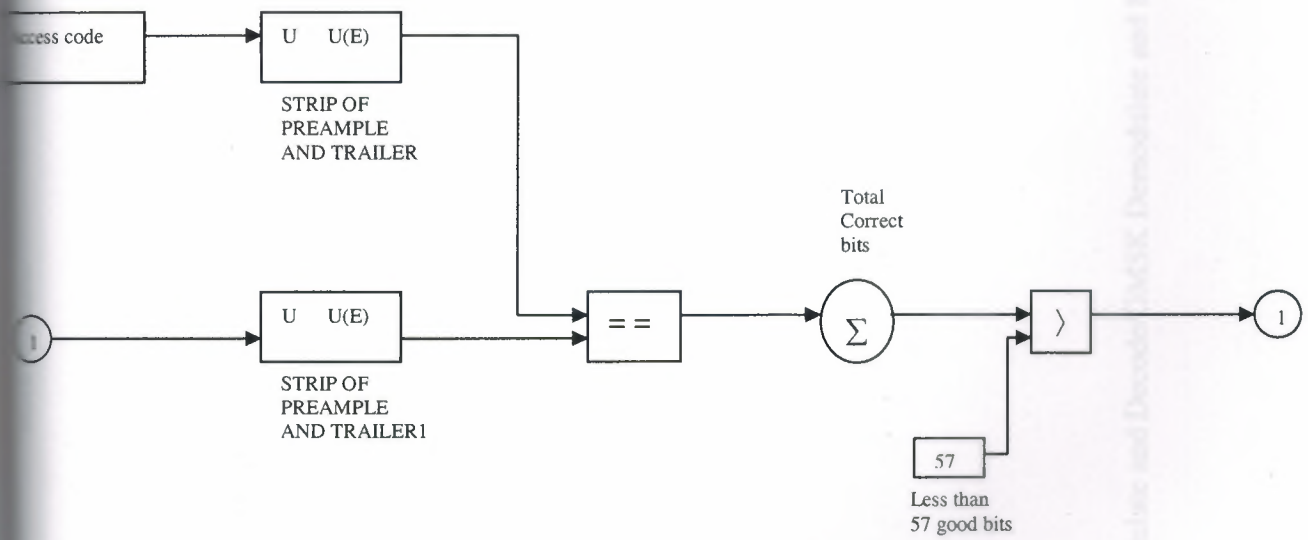 access code
U U(E)
STRIP OF
PREAMPLE
AND TRAILER
Total
Correct
bits
1
U U(E)
= =
Σ
〉
1
STRIP OF
PREAMPLE
AND TRAILER1
57
Less than
57 good bits